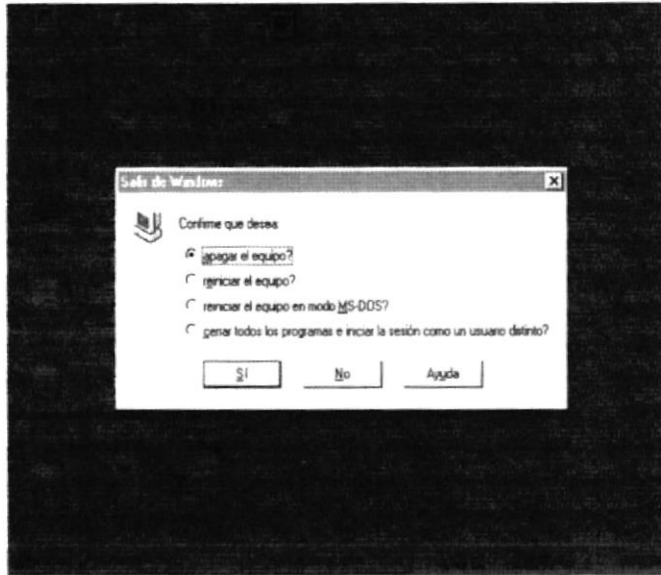 Salir de Windows
Confirme que desea:
apagar el equipo?
reiniciar el equipo?
reiniciar el equipo en modo MS-DOS?
cerrar todos los programas e iniciar la sesión como un usuario distinto?
Sí No Ayuda